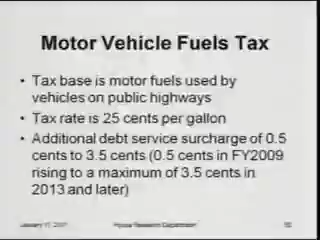 Motor Vehicle Fuels Tax
• Tax base is motor fuels used by
vehicles on public highways
• Tax rate is 25 cents per gallon
• Additional debt service surcharge of 0.5
cents to 3.5 cents (0.5 cents in FY2009
rising to a maximum of 3.5 cents in
2013 and later)
House Research Department